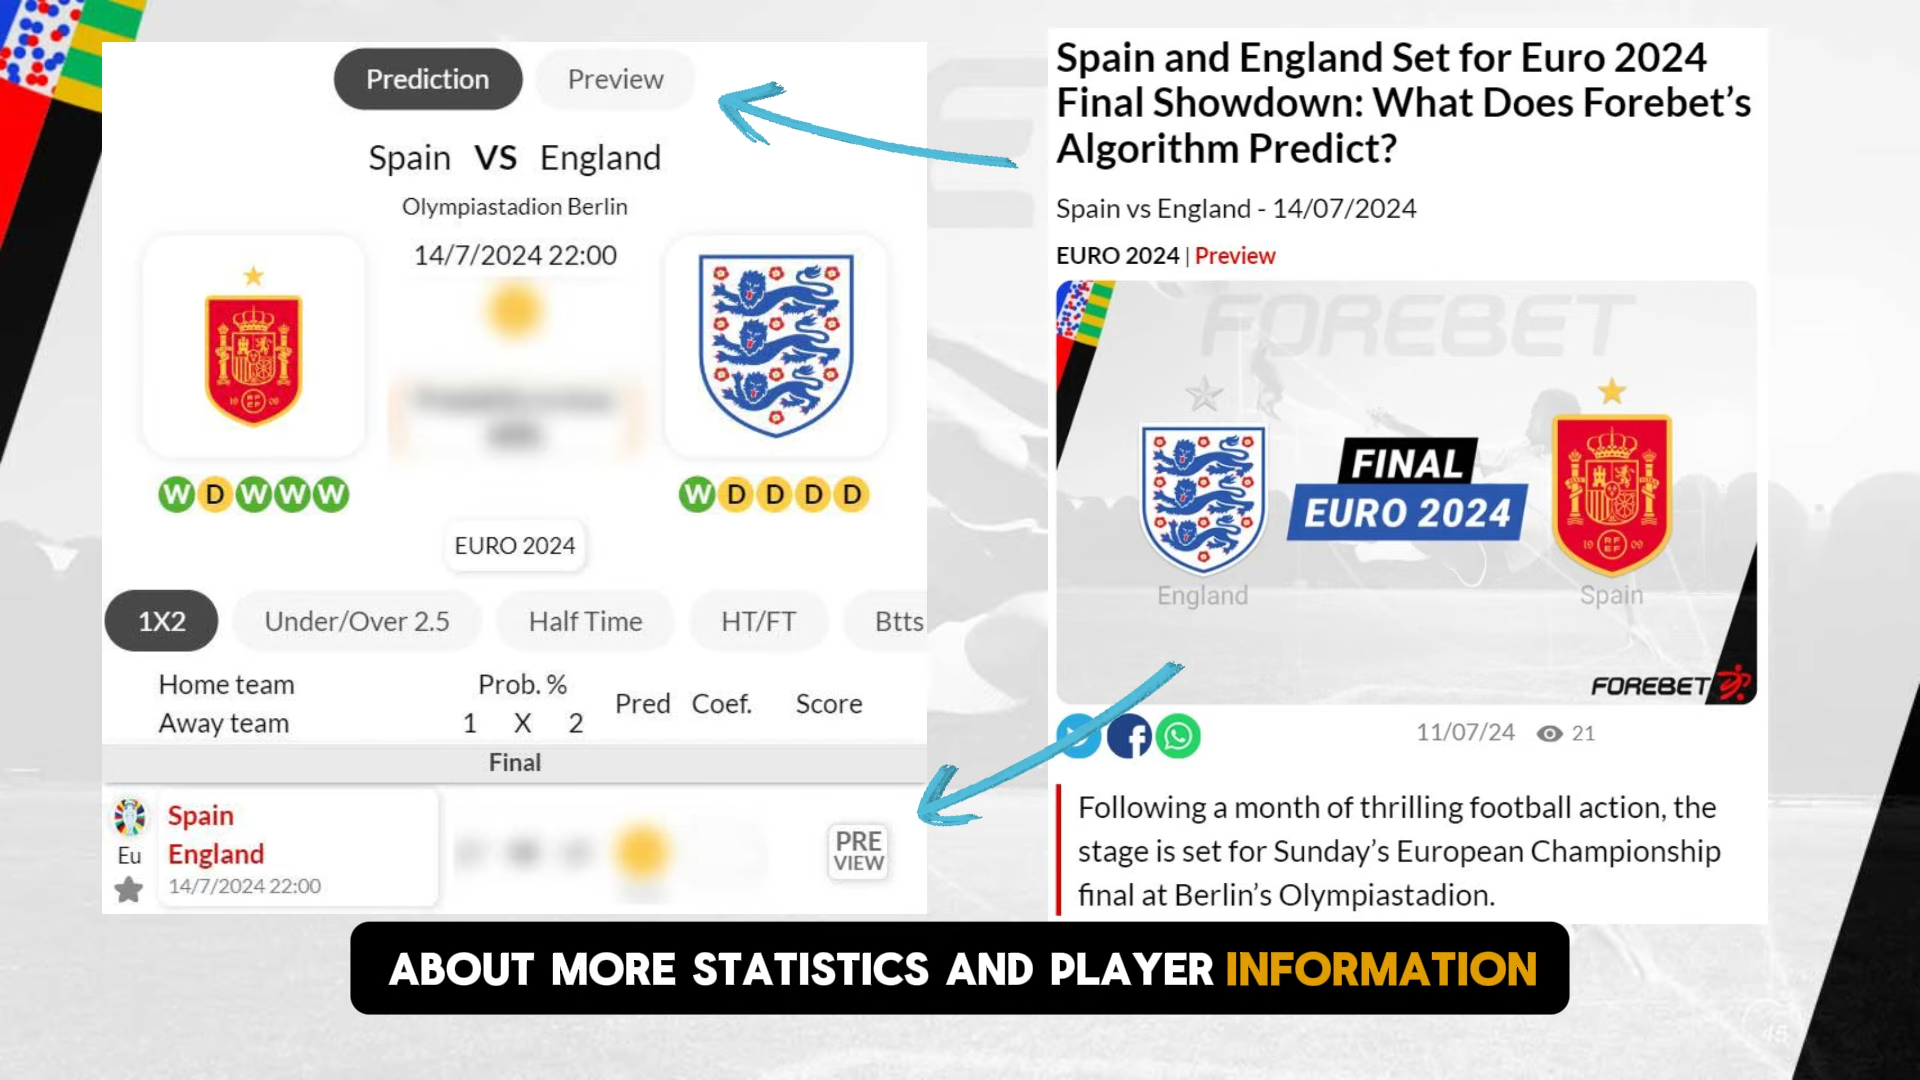 Prediction
Preview
Spain VS England
Olympiastadion Berlin
14/7/2024 22:00
W D W W W
W D D D D
EURO 2024
1X2
Under/Over 2.5
Half Time
HT/FT
Btts
Home team
Away team
Prob. %
1 X 2
Pred
Coef.
Score
Final
Eu
Spain
England
14/7/2024 22:00
PRE
VIEW
Spain and England Set for Euro 2024
Final Showdown: What Does Forebet’s
Algorithm Predict?
Spain vs England - 14/07/2024
EURO 2024 | Preview
FOREBET
FINAL
EURO 2024
England
Spain
FOREBET
11/07/24
21
Following a month of thrilling football action, the
stage is set for Sunday’s European Championship
final at Berlin’s Olympiastadion.
ABOUT MORE STATISTICS AND PLAYER INFORMATION